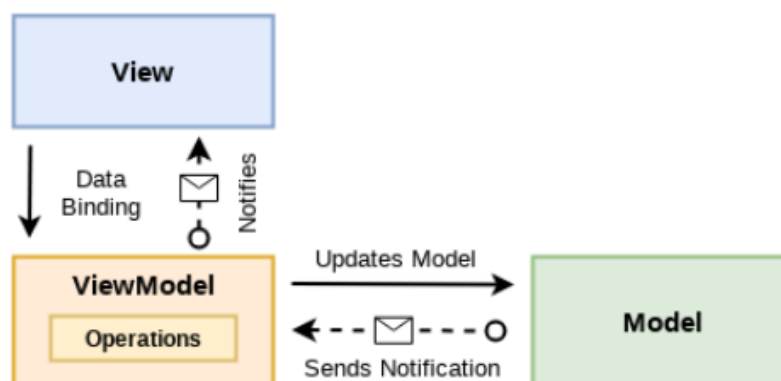 View
Data
Binding
Notifies
ViewModel
Operations
Updates Model
Sends Notification
Model